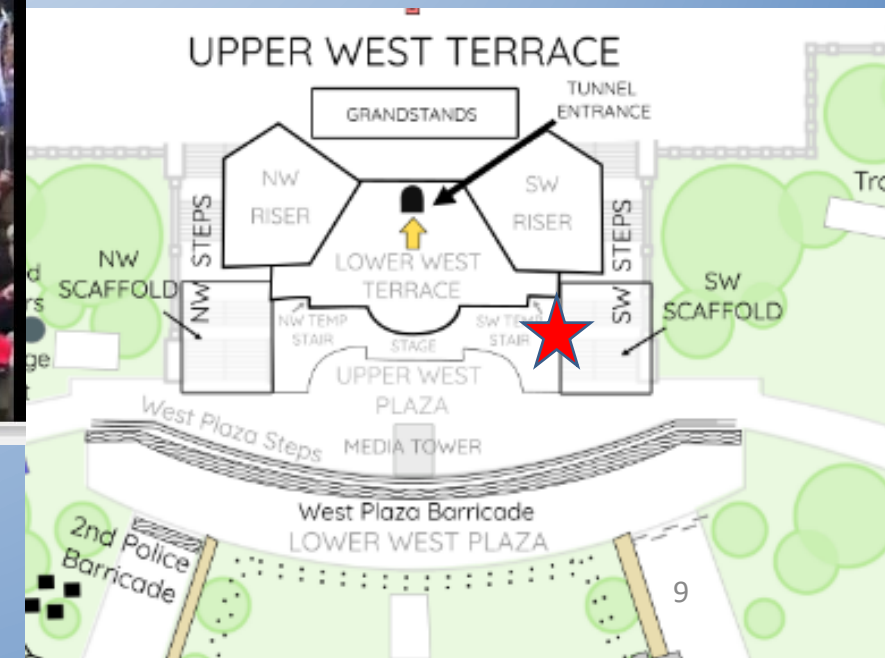 UPPER WEST TERRACE
TUNNEL
ENTRANCE
GRANDSTANDS
NW
RISER
SW
RISER
NW STEPS
SW STEPS
LOWER WEST
TERRACE
NW
SCAFFOLD
SW
SCAFFOLD
NW TEMP
STAIR
STAGE
SW TEMP
STAIR
UPPER WEST
PLAZA
West Plaza Steps
MEDIA TOWER
West Plaza Barricade
LOWER WEST PLAZA
2nd Police
Barricade
9